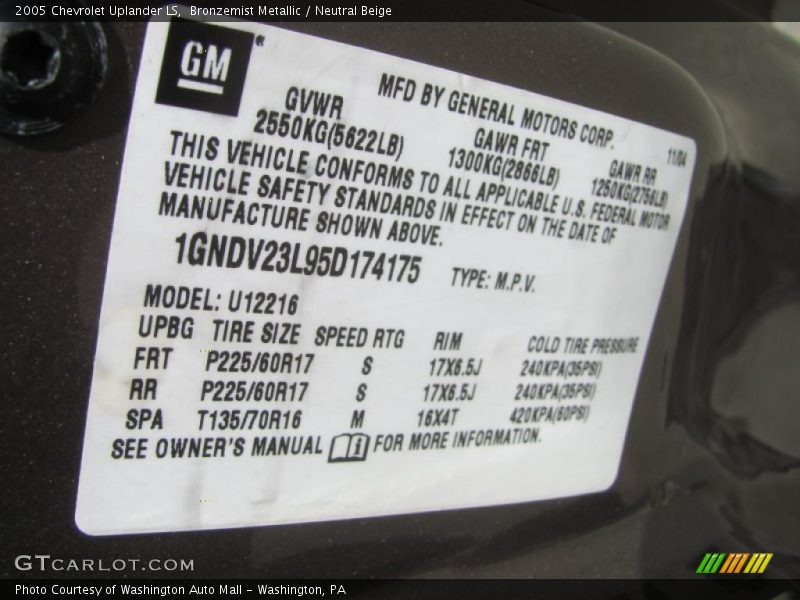 2005 Chevrolet Uplander LS, Bronzemist Metallic / Neutral Beige
GM®
MFD BY GENERAL MOTORS CORP.
11/04
GVWR GAWR FRT GAWR RR
2550KG(5622LB) 1300KG(2866LB) 1250KG(2756LB)
THIS VEHICLE CONFORMS TO ALL APPLICABLE U.S. FEDERAL MOTOR
VEHICLE SAFETY STANDARDS IN EFFECT ON THE DATE OF
MANUFACTURE SHOWN ABOVE.
1GNDV23L95D174175 TYPE: M.P.V.
MODEL: U12216
UPBG TIRE SIZE SPEED RTG RIM COLD TIRE PRESSURE
FRT P225/60R17 S 17X6.5J 240KPA(35PSI)
RR P225/60R17 S 17X6.5J 240KPA(35PSI)
SPA T135/70R16 M 16X4T 420KPA(60PSI)
SEE OWNER'S MANUAL i FOR MORE INFORMATION.
GTCARLOT.COM
Photo Courtesy of Washington Auto Mall - Washington, PA